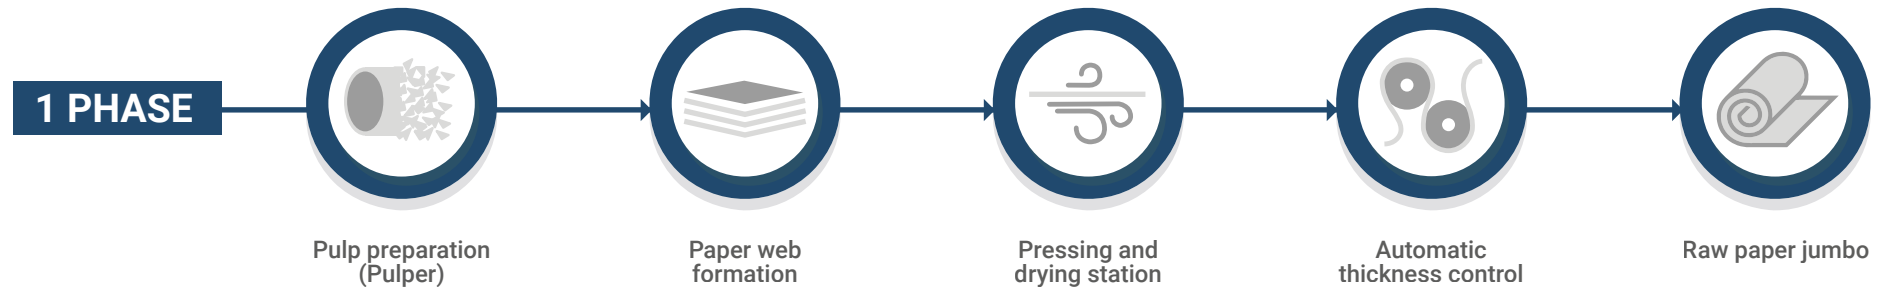 1 PHASE
Pulp preparation
(Pulper)
Paper web
formation
Pressing and
drying station
Automatic
thickness control
Raw paper jumbo